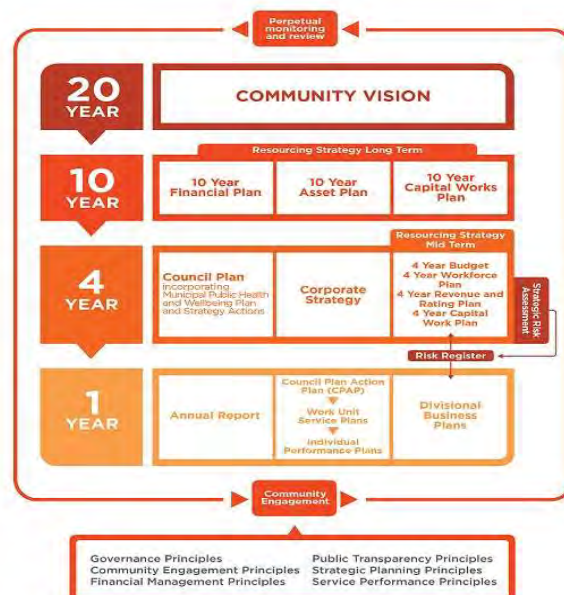 Perpetual
monitoring
and review
20
YEAR
COMMUNITY VISION
10
YEAR
Resourcing Strategy Long Term
10 Year
Financial Plan
10 Year
Asset Plan
10 Year
Capital Works
Plan
4
YEAR
Council Plan
incorporating
Municipal Public Health
and Wellbeing Plan
and Strategy Actions
Corporate
Strategy
Resourcing Strategy
Mid Term
4 Year Budget
4 Year Workforce
Plan
4 Year Revenue and
Rating Plan
4 Year Capital
Work Plan
Strategic Risk
Assessment
Risk Register
1
YEAR
Annual Report
Council Plan Action
Plan (CPAP)
Work Unit
Service Plans
Individual
Performance Plans
Divisional
Business
Plans
Community
Engagement
Governance Principles
Community Engagement Principles
Financial Management Principles
Public Transparency Principles
Strategic Planning Principles
Service Performance Principles